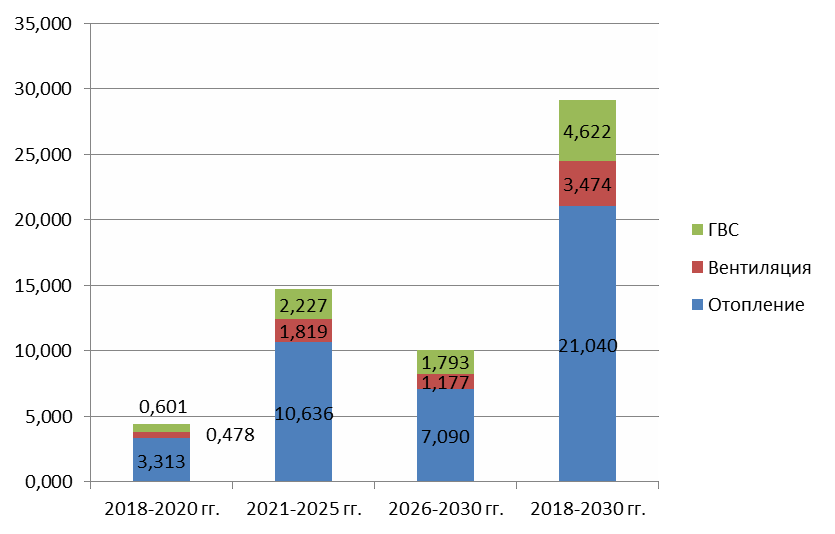 35,000
30,000
25,000
20,000
15,000
10,000
5,000
0,000
0,601
0,478
3,313
2,227
1,819
10,636
1,793
1,177
7,090
4,622
3,474
21,040
2018-2020 гг.
2021-2025 гг.
2026-2030 гг.
2018-2030 гг.
ГВС
Вентиляция
Отопление